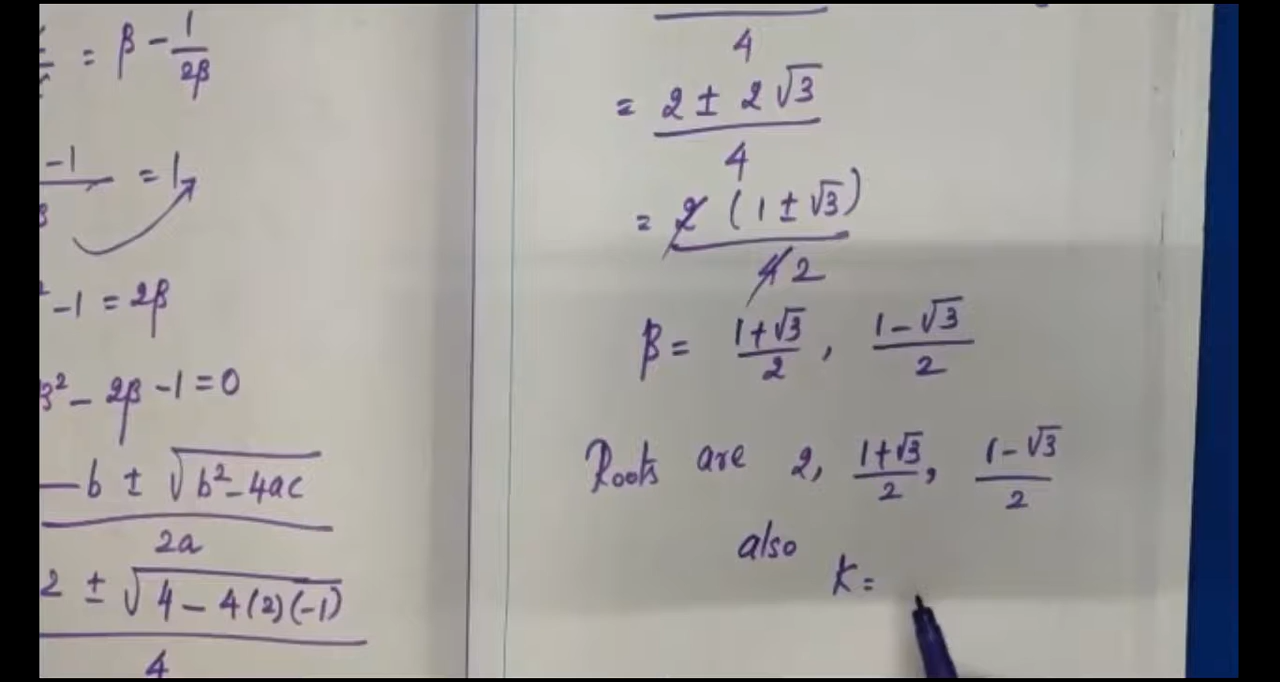 = β - 1/2β
-1 = 1
-1 = 2β
β² - 2β - 1 = 0
-b ± √b² - 4ac
2a
2 ± √4 - 4(2)(-1)
4
4
= 2 ± 2√3
4
= 2 (1 ± √3)
4 2
β = 1+√3/2 , 1-√3/2
Roots are 2, 1+√3/2 , 1-√3/2
also
K =